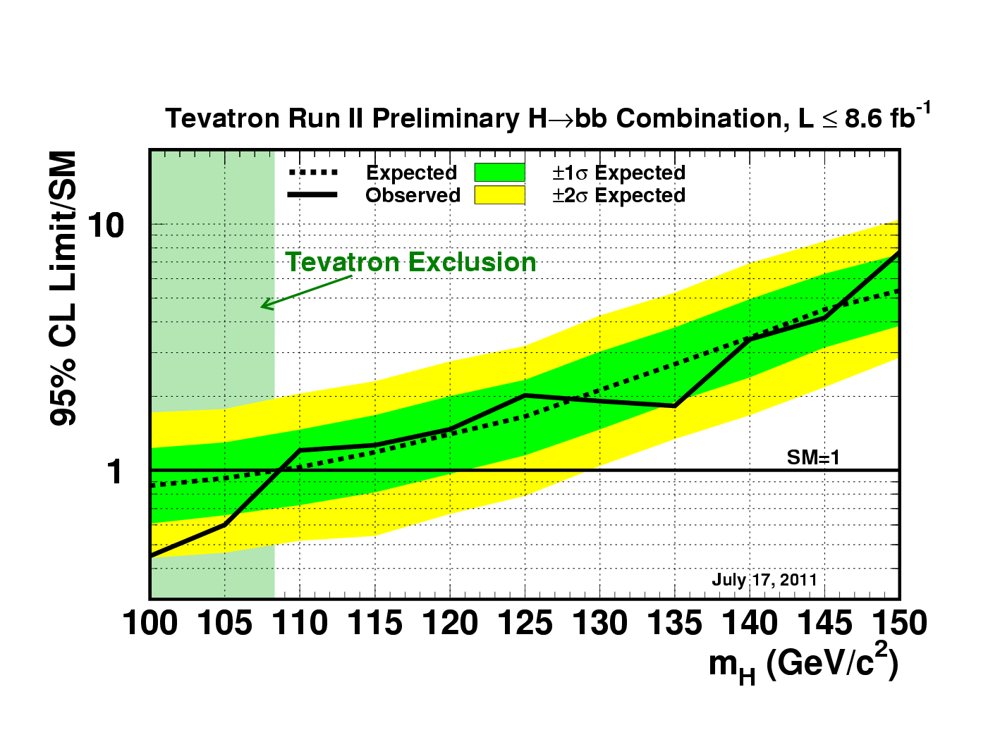 Tevatron Run II Preliminary H→bb Combination, L ≤ 8.6 fb⁻¹
95% CL Limit/SM
Expected
±1σ Expected
Observed
±2σ Expected
10
Tevatron Exclusion
1
SM=1
July 17, 2011
100 105 110 115 120 125 130 135 140 145 150
m_H (GeV/c²)